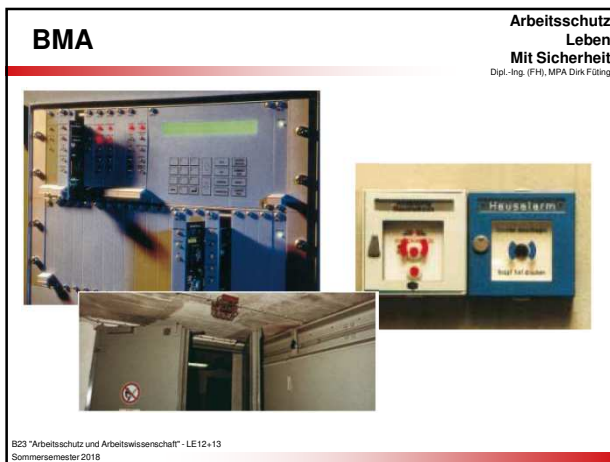 BMA
Arbeitsschutz
Leben
Mit Sicherheit
Dipl.-Ing. (FH), MPA Dirk Füting
Hausalarm
B23 "Arbeitsschutz und Arbeitswissenschaft" - LE12+13
Sommersemester 2018